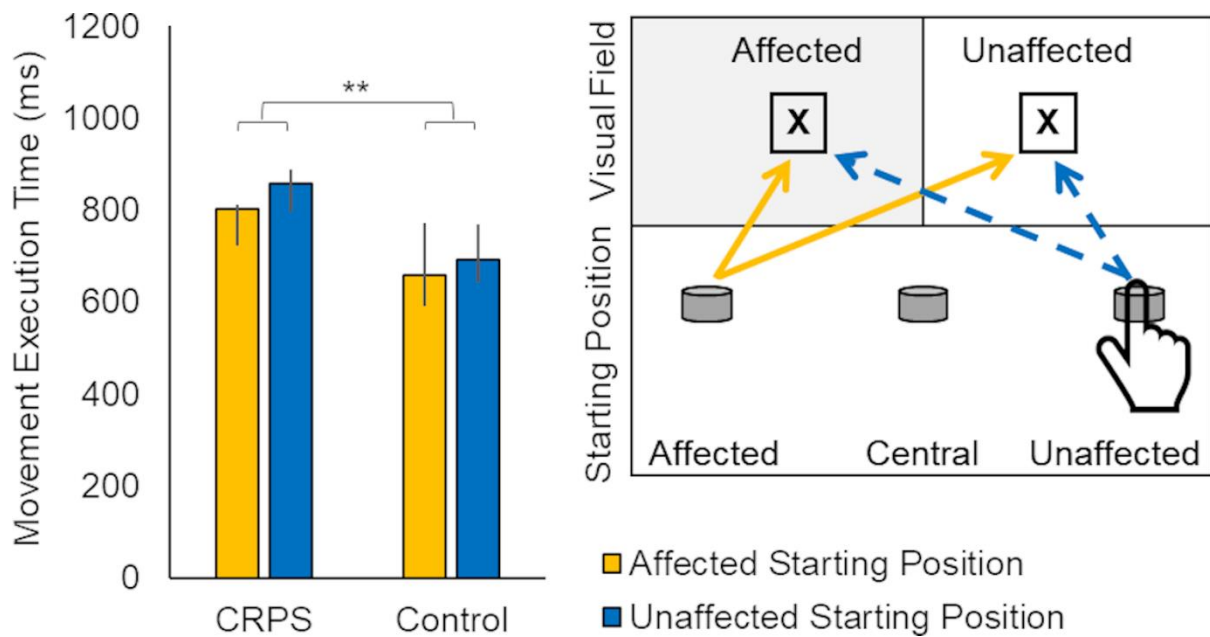 Movement Execution Time (ms)
1200
1000
800
600
400
200
0
**
CRPS
Control
Visual Field
Affected
Unaffected
X
X
Starting Position
Affected
Central
Unaffected
Affected Starting Position
Unaffected Starting Position